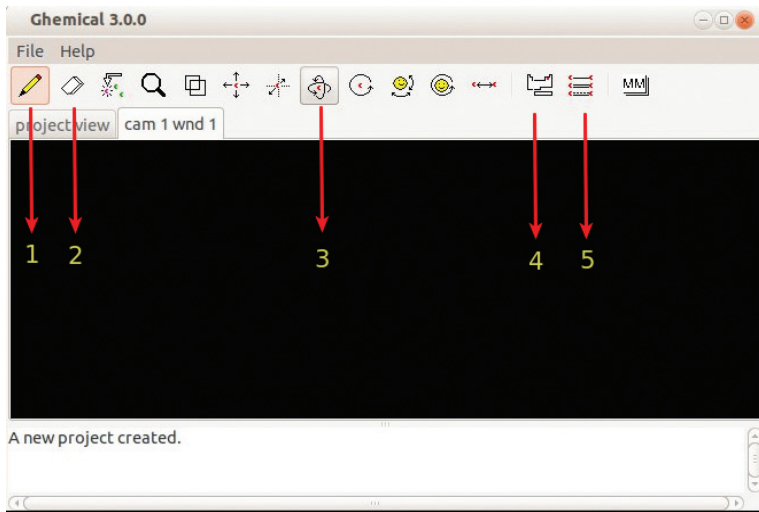 Ghemical 3.0.0
File Help
MM
project view cam 1 wnd 1
1 2 3 4 5
A new project created.